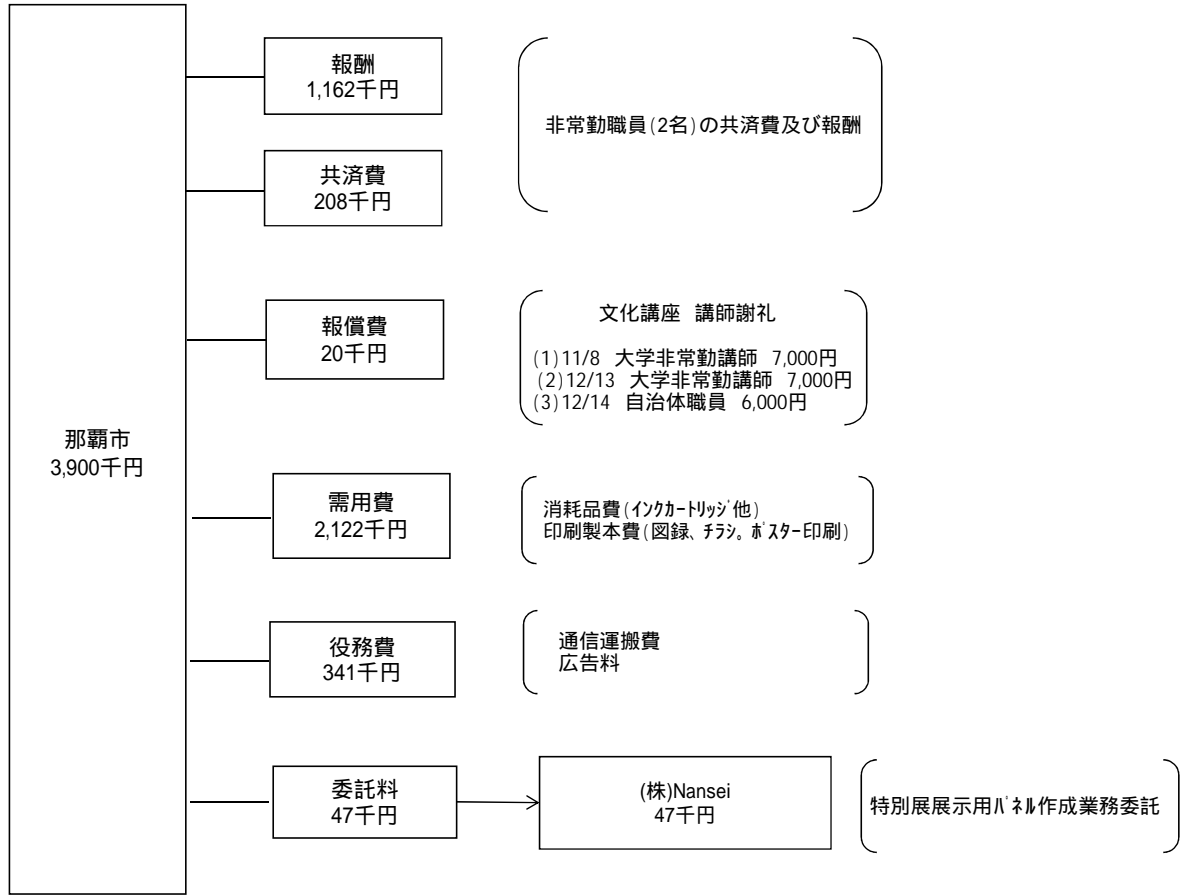 那覇市
3,900千円
報酬
1,162千円
共済費
208千円
非常勤職員(2名)の共済費及び報酬
報償費
20千円
文化講座 講師謝礼
(1)11/8 大学非常勤講師 7,000円
(2)12/13 大学非常勤講師 7,000円
(3)12/14 自治体職員 6,000円
需用費
2,122千円
消耗品費(インクカートリッジ他)
印刷製本費(図録、チラシ。ポスター印刷)
役務費
341千円
通信運搬費
広告料
委託料
47千円
(株)Nansei
47千円
特別展展示用パネル作成業務委託